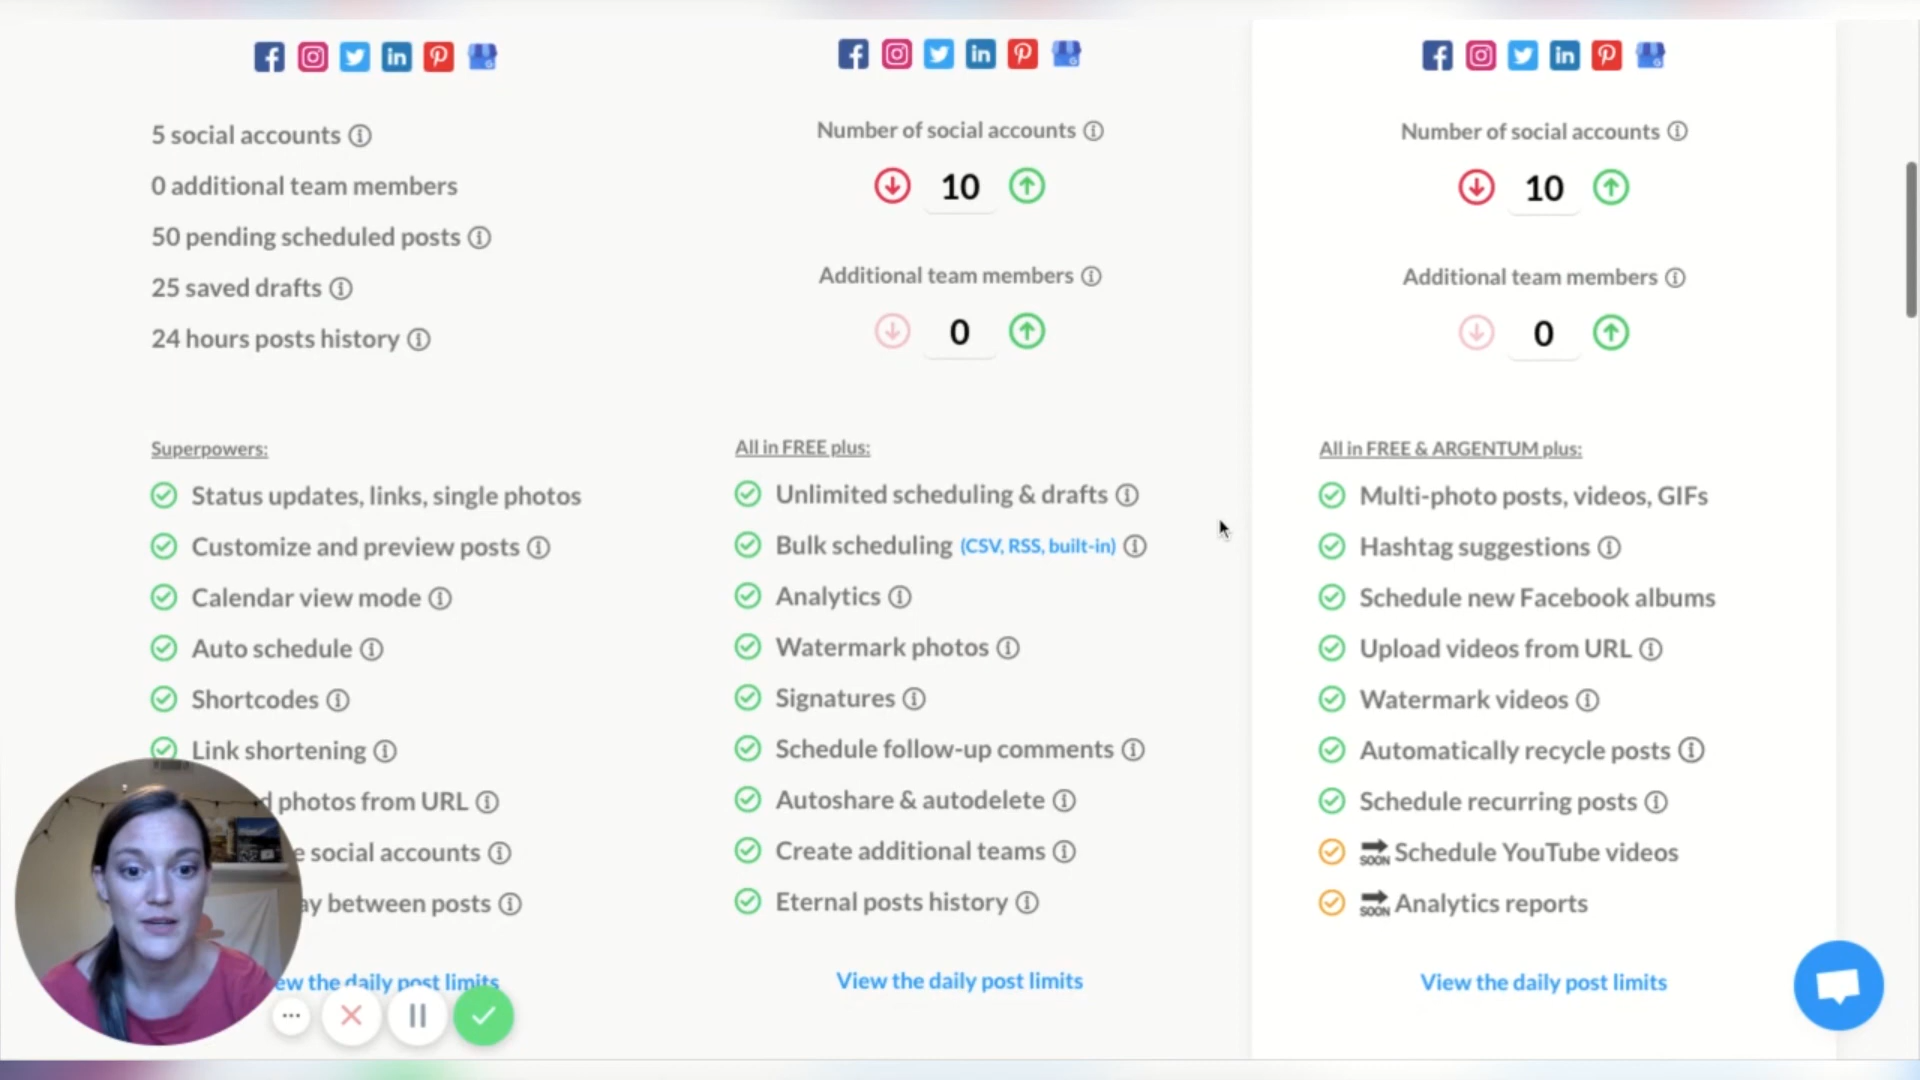 5 social accounts
0 additional team members
50 pending scheduled posts
25 saved drafts
24 hours posts history
Superpowers:
Status updates, links, single photos
Customize and preview posts
Calendar view mode
Auto schedule
Shortcodes
Link shortening
photos from URL
social accounts
between posts
the daily post limits
Number of social accounts
10
Additional team members
0
All in FREE plus:
Unlimited scheduling & drafts
Bulk scheduling (CSV, RSS, built-in)
Analytics
Watermark photos
Signatures
Schedule follow-up comments
Autoshare & autodelete
Create additional teams
Eternal posts history
View the daily post limits
Number of social accounts
10
Additional team members
0
All in FREE & ARGENTUM plus:
Multi-photo posts, videos, GIFs
Hashtag suggestions
Schedule new Facebook albums
Upload videos from URL
Watermark videos
Automatically recycle posts
Schedule recurring posts
SOON Schedule YouTube videos
SOON Analytics reports
View the daily post limits